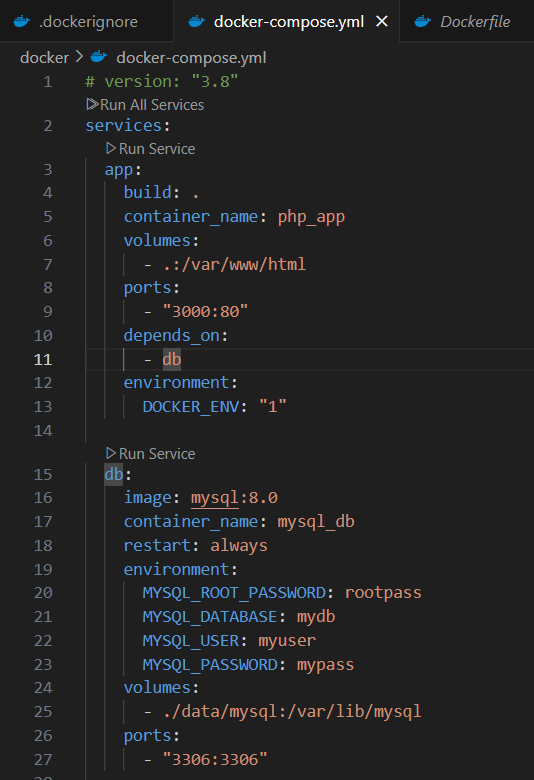 .dockerignore docker-compose.yml Dockerfile
docker > docker-compose.yml
1 # version: "3.8"
Run All Services
2 services:
Run Service
3   app:
4     build: .
5     container_name: php_app
6     volumes:
7       - .:/var/www/html
8     ports:
9       - "3000:80"
10     depends_on:
11       - db
12     environment:
13       DOCKER_ENV: "1"
14
Run Service
15   db:
16     image: mysql:8.0
17     container_name: mysql_db
18     restart: always
19     environment:
20       MYSQL_ROOT_PASSWORD: rootpass
21       MYSQL_DATABASE: mydb
22       MYSQL_USER: myuser
23       MYSQL_PASSWORD: mypass
24     volumes:
25       - ./data/mysql:/var/lib/mysql
26     ports:
27       - "3306:3306"